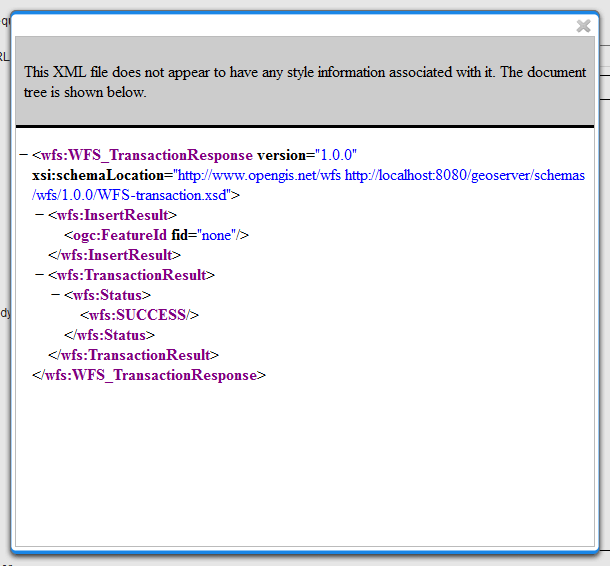 qu
RL
dy
This XML file does not appear to have any style information associated with it. The document
tree is shown below.
− <wfs:WFS_TransactionResponse version="1.0.0"
xsi:schemaLocation="http://www.opengis.net/wfs http://localhost:8080/geoserver/schemas
/wfs/1.0.0/WFS-transaction.xsd">
− <wfs:InsertResult>
<ogc:FeatureId fid="none"/>
</wfs:InsertResult>
− <wfs:TransactionResult>
− <wfs:Status>
<wfs:SUCCESS/>
</wfs:Status>
</wfs:TransactionResult>
</wfs:WFS_TransactionResponse>